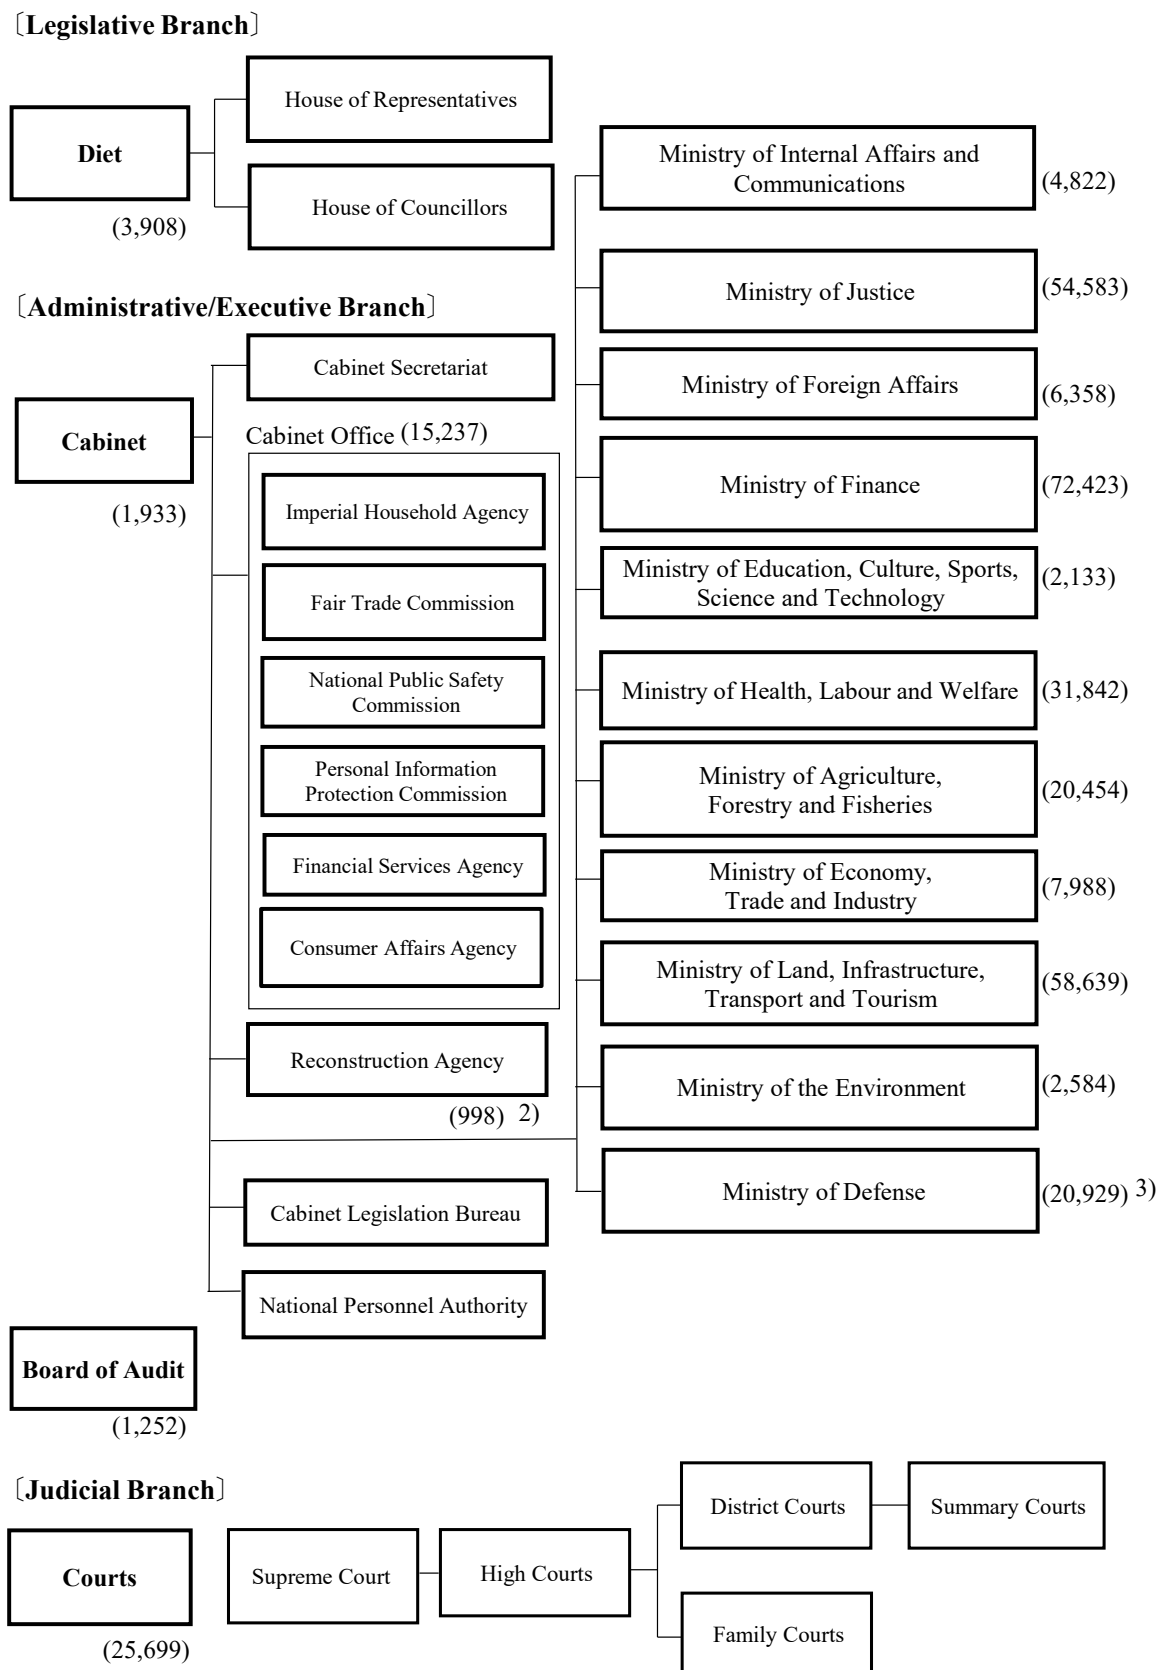 〔Legislative Branch〕
Diet
(3,908)
House of Representatives
House of Councillors
〔Administrative/Executive Branch〕
Cabinet
(1,933)
Cabinet Secretariat
Cabinet Office (15,237)
Imperial Household Agency
Fair Trade Commission
National Public Safety
Commission
Personal Information
Protection Commission
Financial Services Agency
Consumer Affairs Agency
Reconstruction Agency
(998) 2)
Cabinet Legislation Bureau
National Personnel Authority
Ministry of Internal Affairs and
Communications
(4,822)
Ministry of Justice
(54,583)
Ministry of Foreign Affairs
(6,358)
Ministry of Finance
(72,423)
Ministry of Education, Culture, Sports,
Science and Technology
(2,133)
Ministry of Health, Labour and Welfare
(31,842)
Ministry of Agriculture,
Forestry and Fisheries
(20,454)
Ministry of Economy,
Trade and Industry
(7,988)
Ministry of Land, Infrastructure,
Transport and Tourism
(58,639)
Ministry of the Environment
(2,584)
Ministry of Defense
(20,929) 3)
Board of Audit
(1,252)
〔Judicial Branch〕
Courts
(25,699)
Supreme Court
High Courts
District Courts
Summary Courts
Family Courts